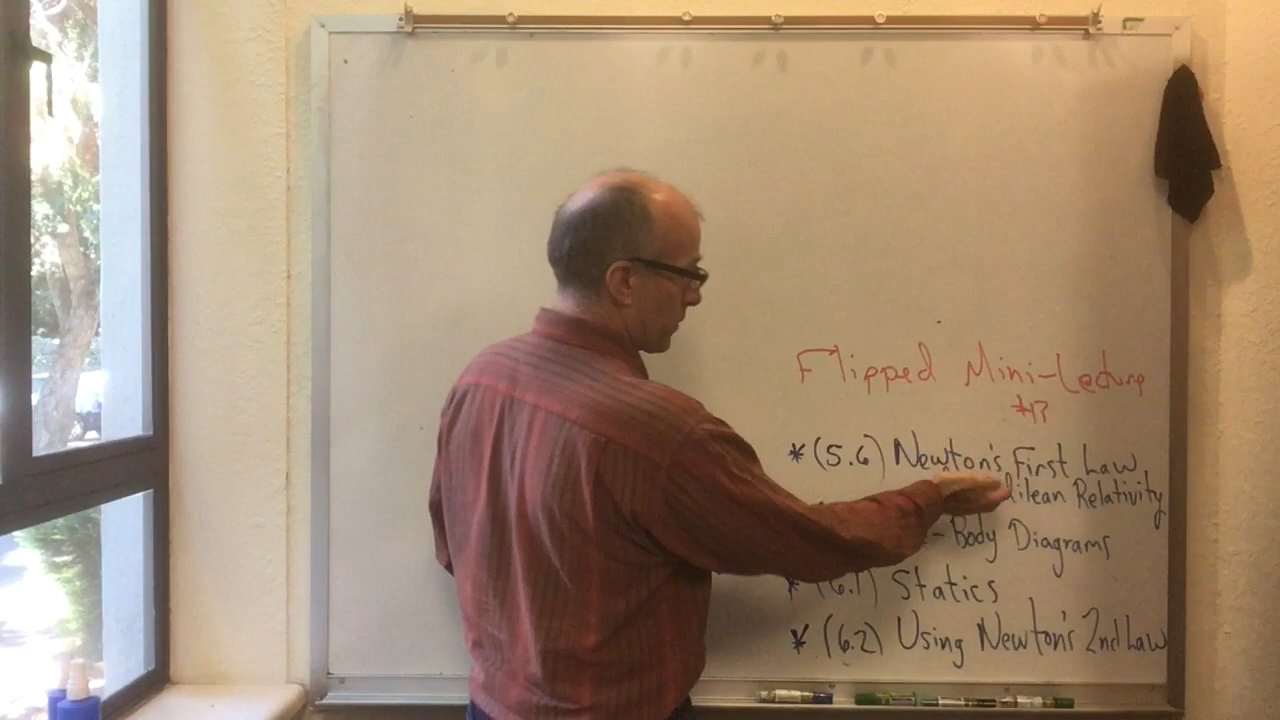 Flipped Mini-Lecture
#17
*(5.6) Newton's First Law
Relativity
Body Diagrams
* (6.1) Statics
* (6.2) Using Newton's 2nd Law